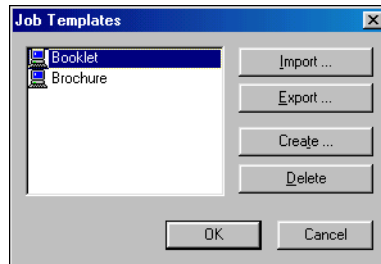 Job Templates
Booklet
Brochure
Import ...
Export ...
Create ...
Delete
OK
Cancel